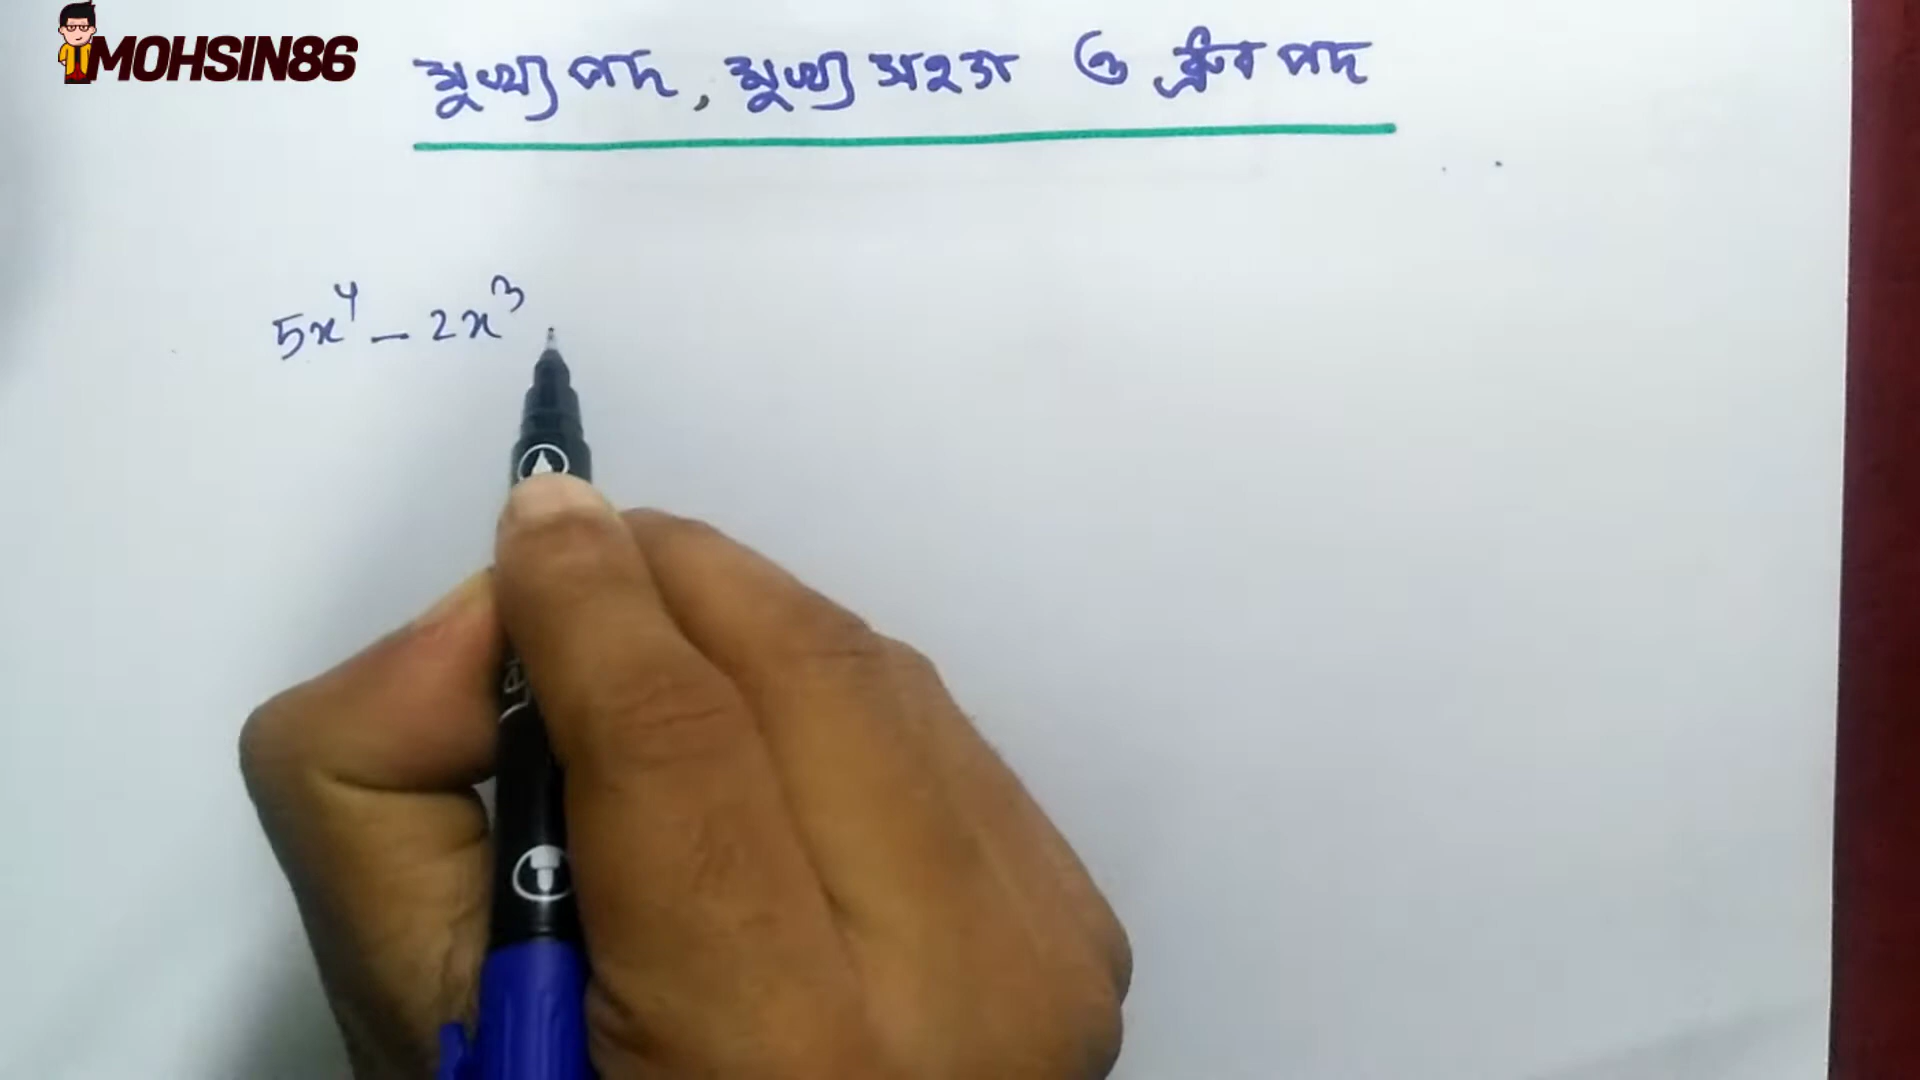 MOHSIN86
মুখ্য পদ, মুখ্য সহগ ও ধ্রুব পদ
5x⁴ - 2x³